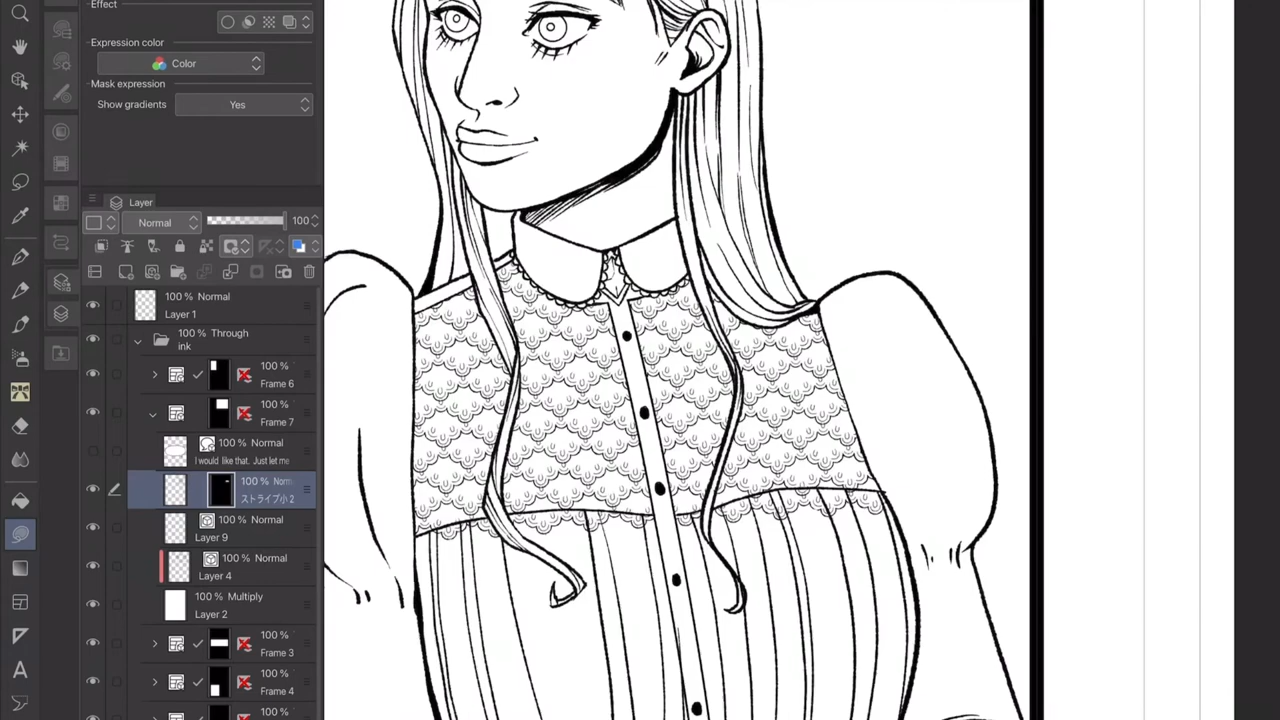 Effect
Expression color
Color
Mask expression
Show gradients
Yes
Layer
Normal
100
100 % Normal
Layer 1
100 % Through
ink
100 %
Frame 6
100 %
Frame 7
100 % Normal
I would like that. Just let me
100 % Norm
ストライプ小 2
100 % Normal
Layer 9
100 % Normal
Layer 4
100 % Multiply
Layer 2
100 %
Frame 3
100 %
Frame 4
100 %